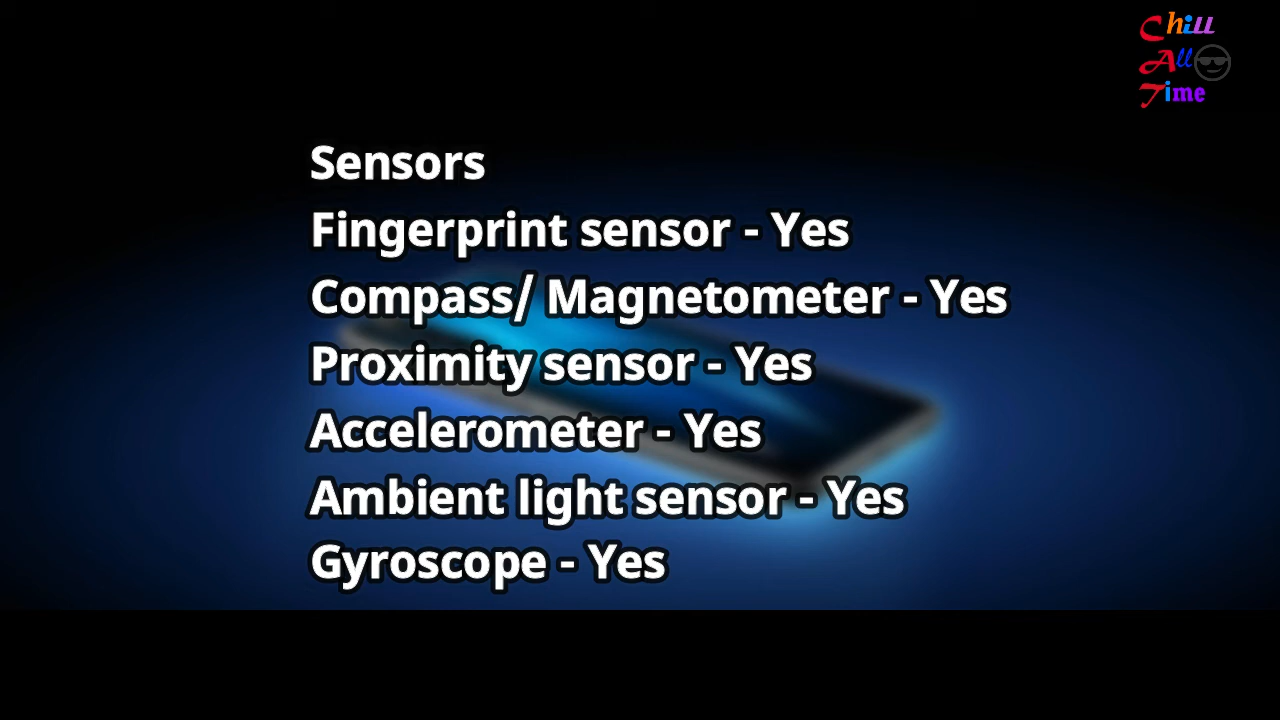 Chill
All
Time
Sensors
Fingerprint sensor - Yes
Compass/ Magnetometer - Yes
Proximity sensor - Yes
Accelerometer - Yes
Ambient light sensor - Yes
Gyroscope - Yes